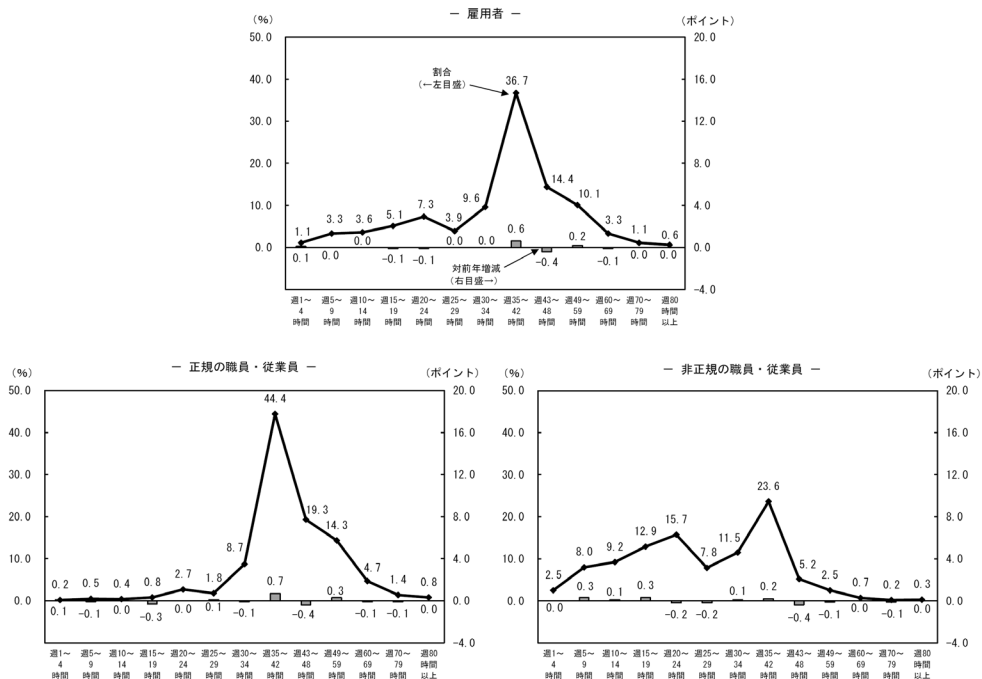 ― 雇用者 ―
(%)
(ポイント)
50.0
40.0
30.0
20.0
10.0
0.0
20.0
16.0
12.0
8.0
4.0
0.0
-4.0
割合
(←左目盛)
対前年増減
(右目盛→)
1.1 3.3 3.6 5.1 7.3 3.9 9.6 36.7 14.4 10.1 3.3 1.1 0.6
0.1 0.0 0.0 -0.1 -0.1 0.0 0.0 0.6 -0.4 0.2 -0.1 0.0 0.0
週1~ 週5~ 週10~ 週15~ 週20~ 週25~ 週30~ 週35~ 週43~ 週49~ 週60~ 週70~ 週80
4 9 14 19 24 29 34 42 48 59 69 79 時間
時間 時間 時間 時間 時間 時間 時間 時間 時間 時間 時間 時間 以上
― 正規の職員・従業員 ―
(%)
(ポイント)
50.0
40.0
30.0
20.0
10.0
0.0
20.0
16.0
12.0
8.0
4.0
0.0
-4.0
0.2 0.5 0.4 0.8 2.7 1.8 8.7 44.4 19.3 14.3 4.7 1.4 0.8
0.1 -0.1 0.0 -0.3 0.0 0.1 -0.1 0.7 -0.4 0.3 -0.1 -0.1 0.0
週1~ 週5~ 週10~ 週15~ 週20~ 週25~ 週30~ 週35~ 週43~ 週49~ 週60~ 週70~ 週80
4 9 14 19 24 29 34 42 48 59 69 79 時間
時間 時間 時間 時間 時間 時間 時間 時間 時間 時間 時間 時間 以上
― 非正規の職員・従業員 ―
(%)
(ポイント)
50.0
40.0
30.0
20.0
10.0
0.0
20.0
16.0
12.0
8.0
4.0
0.0
-4.0
2.5 8.0 9.2 12.9 15.7 7.8 11.5 23.6 5.2 2.5 0.7 0.2 0.3
0.0 0.3 0.1 0.3 -0.2 -0.2 0.1 0.2 -0.4 -0.1 0.0 -0.1 0.0
週1~ 週5~ 週10~ 週15~ 週20~ 週25~ 週30~ 週35~ 週43~ 週49~ 週60~ 週70~ 週80
4 9 14 19 24 29 34 42 48 59 69 79 時間
時間 時間 時間 時間 時間 時間 時間 時間 時間 時間 時間 時間 以上